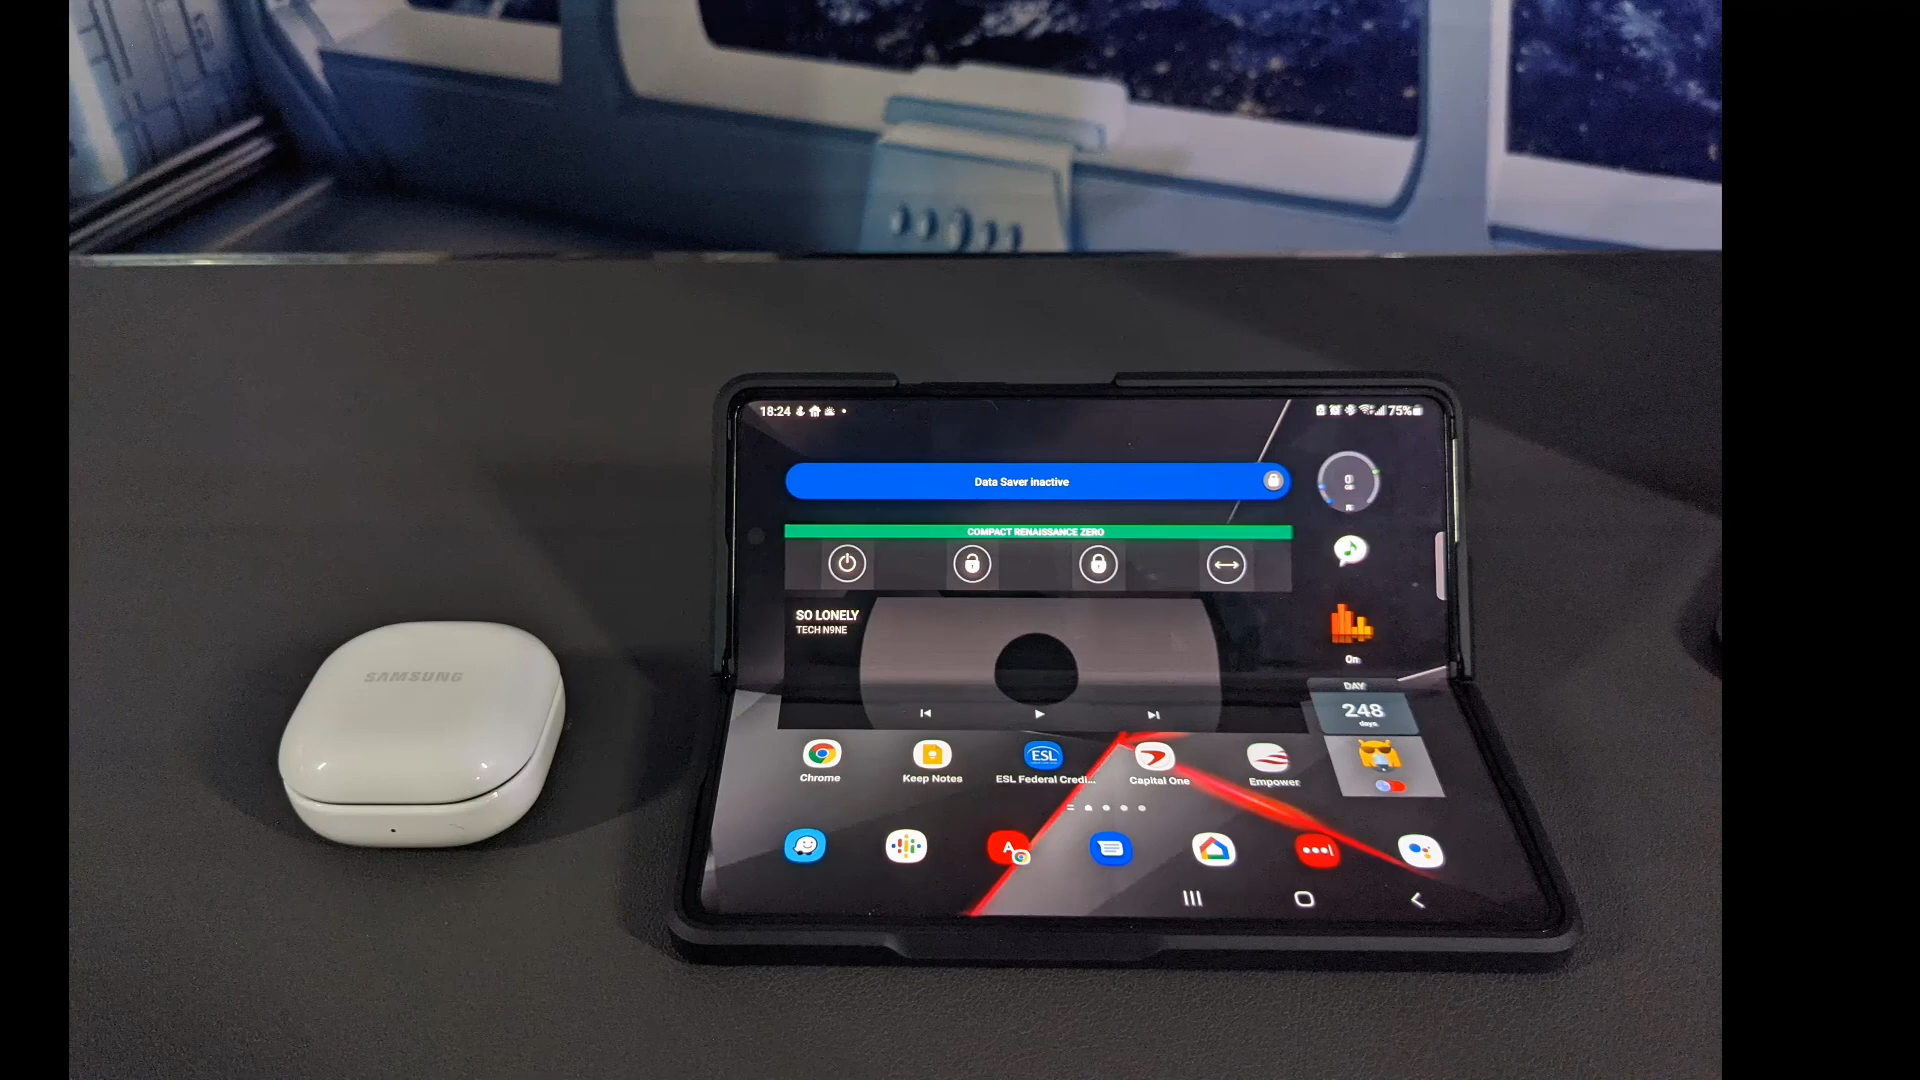 18:24
75%
Data Saver inactive
COMPACT RENAISSANCE ZERO
SO LONELY
TECH N9NE
On
DAY
248
days
SAMSUNG
Chrome
Keep Notes
ESL
ESL Federal Credi...
Capital One
Empower
A